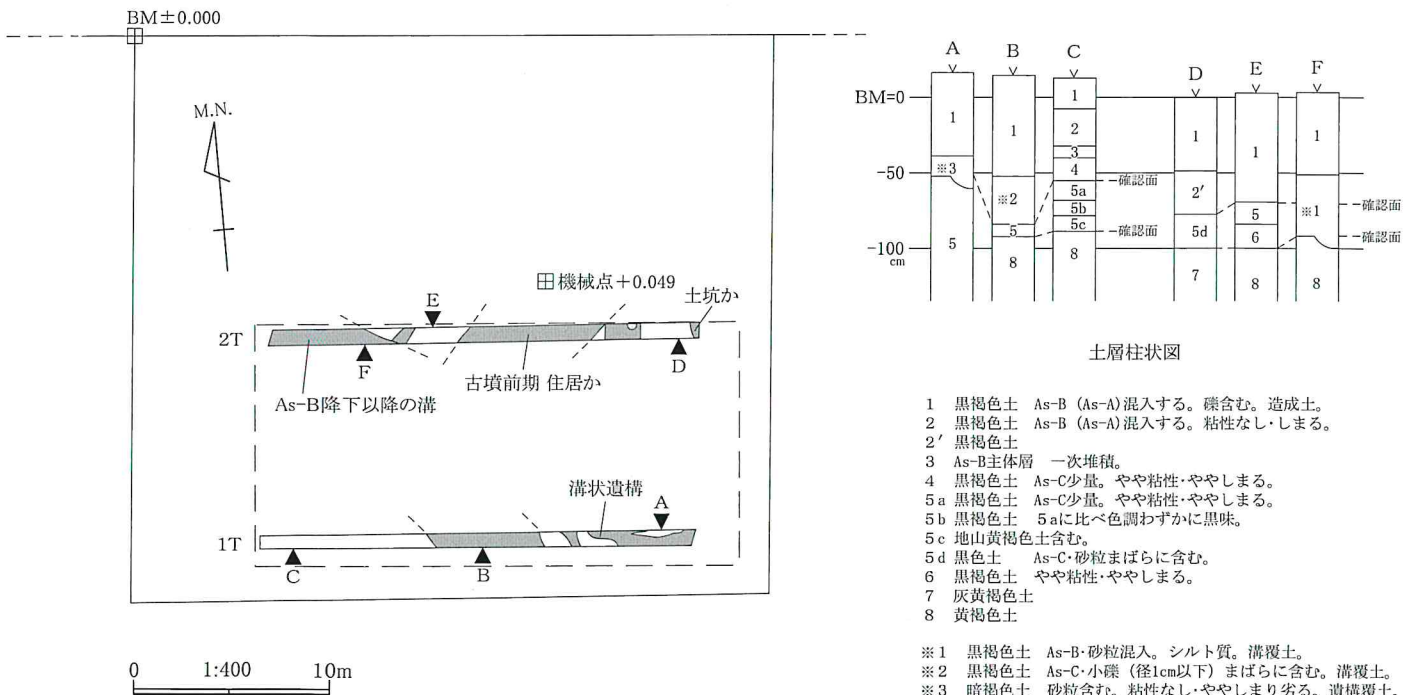 BM±0.000
M.N.
機械点+0.049
土坑か
E
2T
F
D
古墳前期 住居か
As-B降下以降の溝
溝状遺構
A
1T
C
B
0 1:400 10m
A B C D E F
BM=0
-50
-100
cm
1
※3
5
1
※2
5
8
1
2
3
4
5a
5b
5c
8
確認面
確認面
1
2′
5d
7
1
5
6
8
1
※1
8
確認面
確認面
土層柱状図
1 黒褐色土 As-B (As-A)混入する。礫含む。造成土。
2 黒褐色土 As-B (As-A)混入する。粘性なし・しまる。
2′ 黒褐色土
3 As-B主体層 一次堆積。
4 黒褐色土 As-C少量。やや粘性・ややしまる。
5a 黒褐色土 As-C少量。やや粘性・ややしまる。
5b 黒褐色土 5aに比べ色調わずかに黒味。
5c 地山黄褐色土含む。
5d 黒色土 As-C・砂粒まばらに含む。
6 黒褐色土 やや粘性・ややしまる。
7 灰黄褐色土
8 黄褐色土
※1 黒褐色土 As-B・砂粒混入。シルト質。溝覆土。
※2 黒褐色土 As-C・小礫（径1cm以下）まばらに含む。溝覆土。
※3 暗褐色土 砂粒含む。粘性なし・ややしまり劣る。遺構覆土。